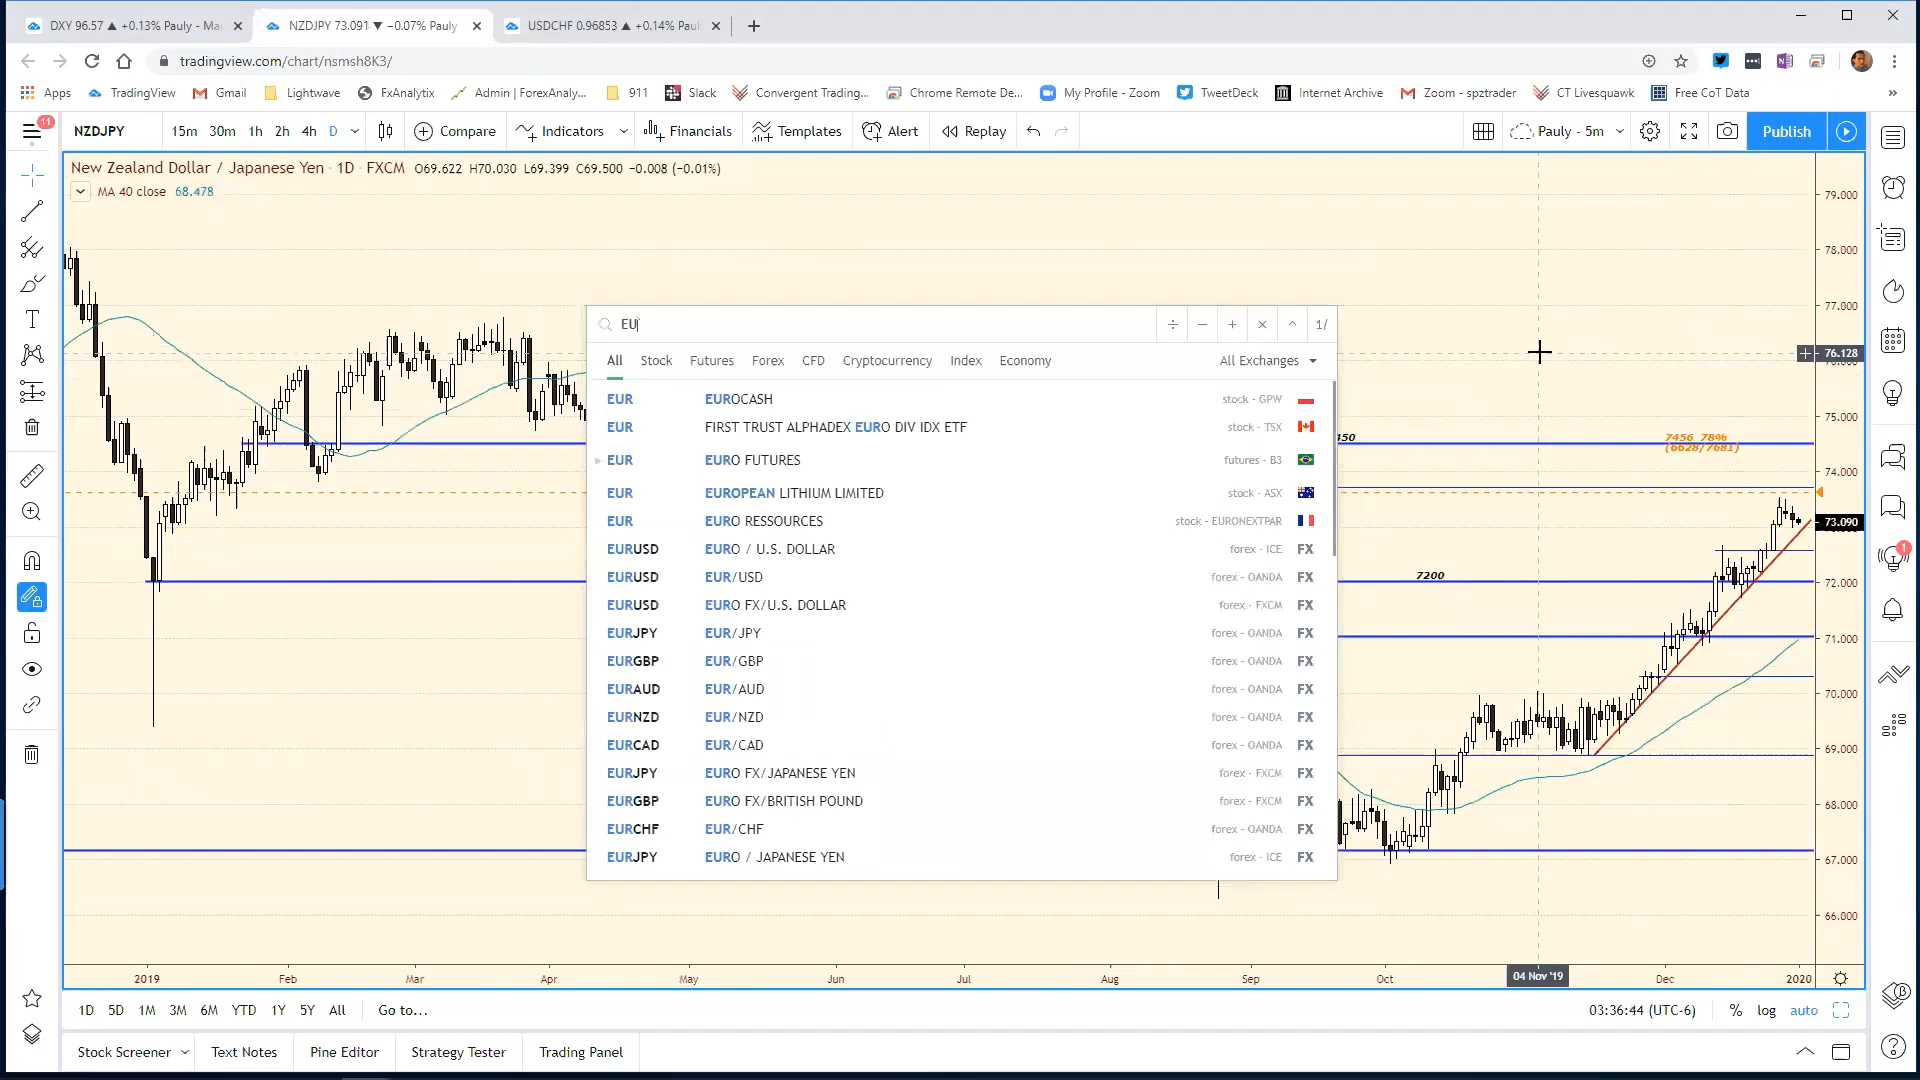 DXY 96.57 ▲ +0.13% Pauly - Ma
NZDJPY 73.091 ▼ −0.07% Pauly
USDCHF 0.96853 ▲ +0.14% Paul
tradingview.com/chart/nsmsh8K3/
Apps TradingView Gmail Lightwave FxAnalytix Admin | ForexAnaly... 911 Slack Convergent Trading... Chrome Remote De... My Profile - Zoom TweetDeck Internet Archive Zoom - spztrader CT Livesquawk Free CoT Data »
11
NZDJPY 15m 30m 1h 2h 4h D Compare Indicators Financials Templates Alert Replay Pauly - 5m Publish
New Zealand Dollar / Japanese Yen · 1D · FXCM O69.622 H70.030 L69.399 C69.500 −0.008 (−0.01%)
MA 40 close 68.478
79.000
78.000
77.000
76.128
75.000
74.000
73.090
72.000
71.000
70.000
69.000
68.000
67.000
66.000
EU
1/
All Stock Futures Forex CFD Cryptocurrency Index Economy All Exchanges
EUR EUROCASH stock - GPW
EUR FIRST TRUST ALPHADEX EURO DIV IDX ETF stock - TSX
EUR EURO FUTURES futures - B3
EUR EUROPEAN LITHIUM LIMITED stock - ASX
EUR EURO RESSOURCES stock - EURONEXTPAR
EURUSD EURO / U.S. DOLLAR forex - ICE FX
EURUSD EUR/USD forex - OANDA FX
EURUSD EURO FX/U.S. DOLLAR forex - FXCM FX
EURJPY EUR/JPY forex - OANDA FX
EURGBP EUR/GBP forex - OANDA FX
EURAUD EUR/AUD forex - OANDA FX
EURNZD EUR/NZD forex - OANDA FX
EURCAD EUR/CAD forex - OANDA FX
EURJPY EURO FX/JAPANESE YEN forex - FXCM FX
EURGBP EURO FX/BRITISH POUND forex - FXCM FX
EURCHF EUR/CHF forex - OANDA FX
EURJPY EURO / JAPANESE YEN forex - ICE FX
450
7456 78%
(6628/7681)
7200
1
2019 Feb Mar Apr May Jun Jul Aug Sep Oct 04 Nov '19 Dec 2020
1D 5D 1M 3M 6M YTD 1Y 5Y All Go to... 03:36:44 (UTC-6) % log auto
Stock Screener Text Notes Pine Editor Strategy Tester Trading Panel